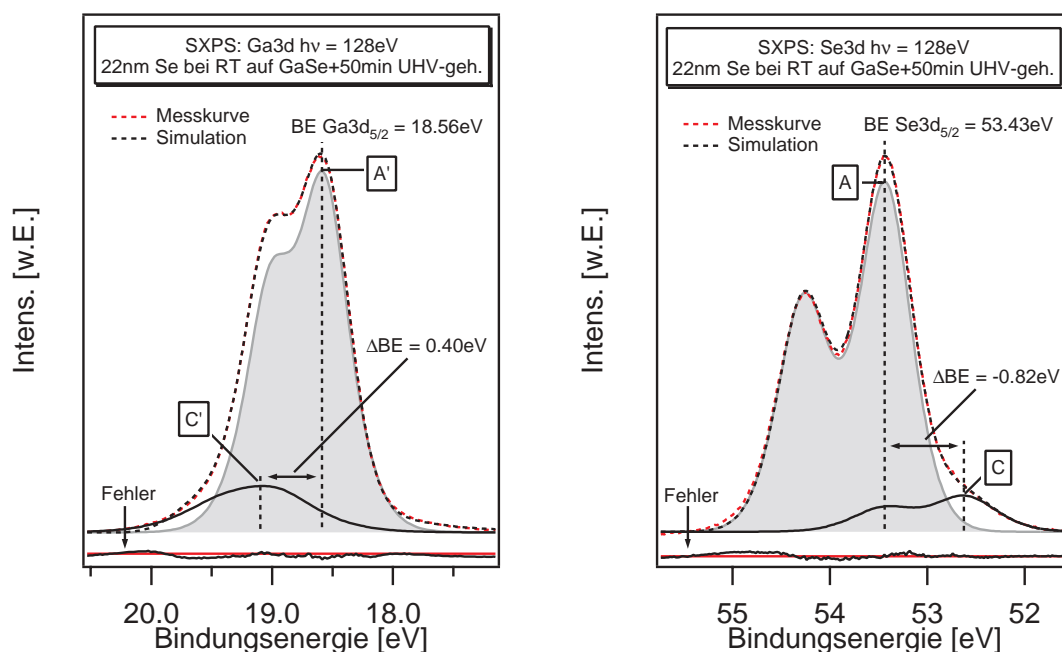 SXPS: Ga3d hν = 128eV
22nm Se bei RT auf GaSe+50min UHV-geh.
Messkurve
Simulation
BE Ga3d5/2 = 18.56eV
A'
ΔBE = 0.40eV
C'
Fehler
Intens. [w.E.]
20.0
19.0
18.0
Bindungsenergie [eV]
SXPS: Se3d hν = 128eV
22nm Se bei RT auf GaSe+50min UHV-geh.
Messkurve
Simulation
BE Se3d5/2 = 53.43eV
A
ΔBE = -0.82eV
C
Fehler
Intens. [w.E.]
55
54
53
52
Bindungsenergie [eV]